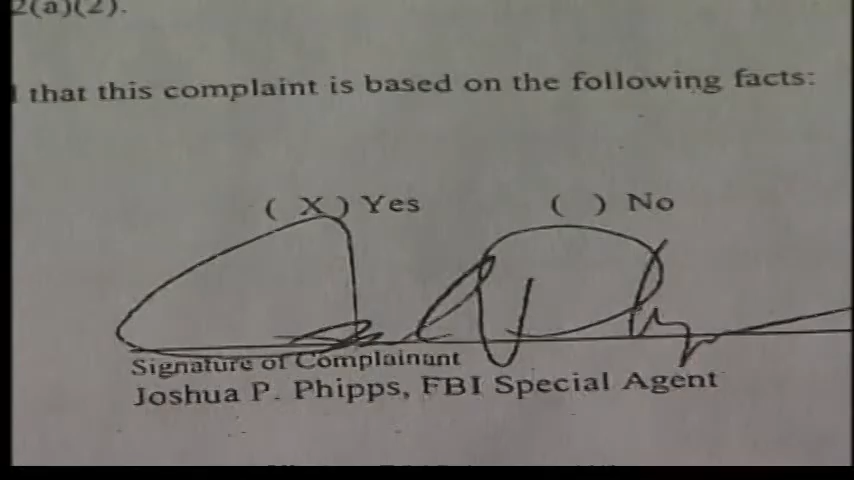 2(a)(2).
that this complaint is based on the following facts:
( X ) Yes ( ) No
Signature of Complainant
Joshua P. Phipps, FBI Special Agent